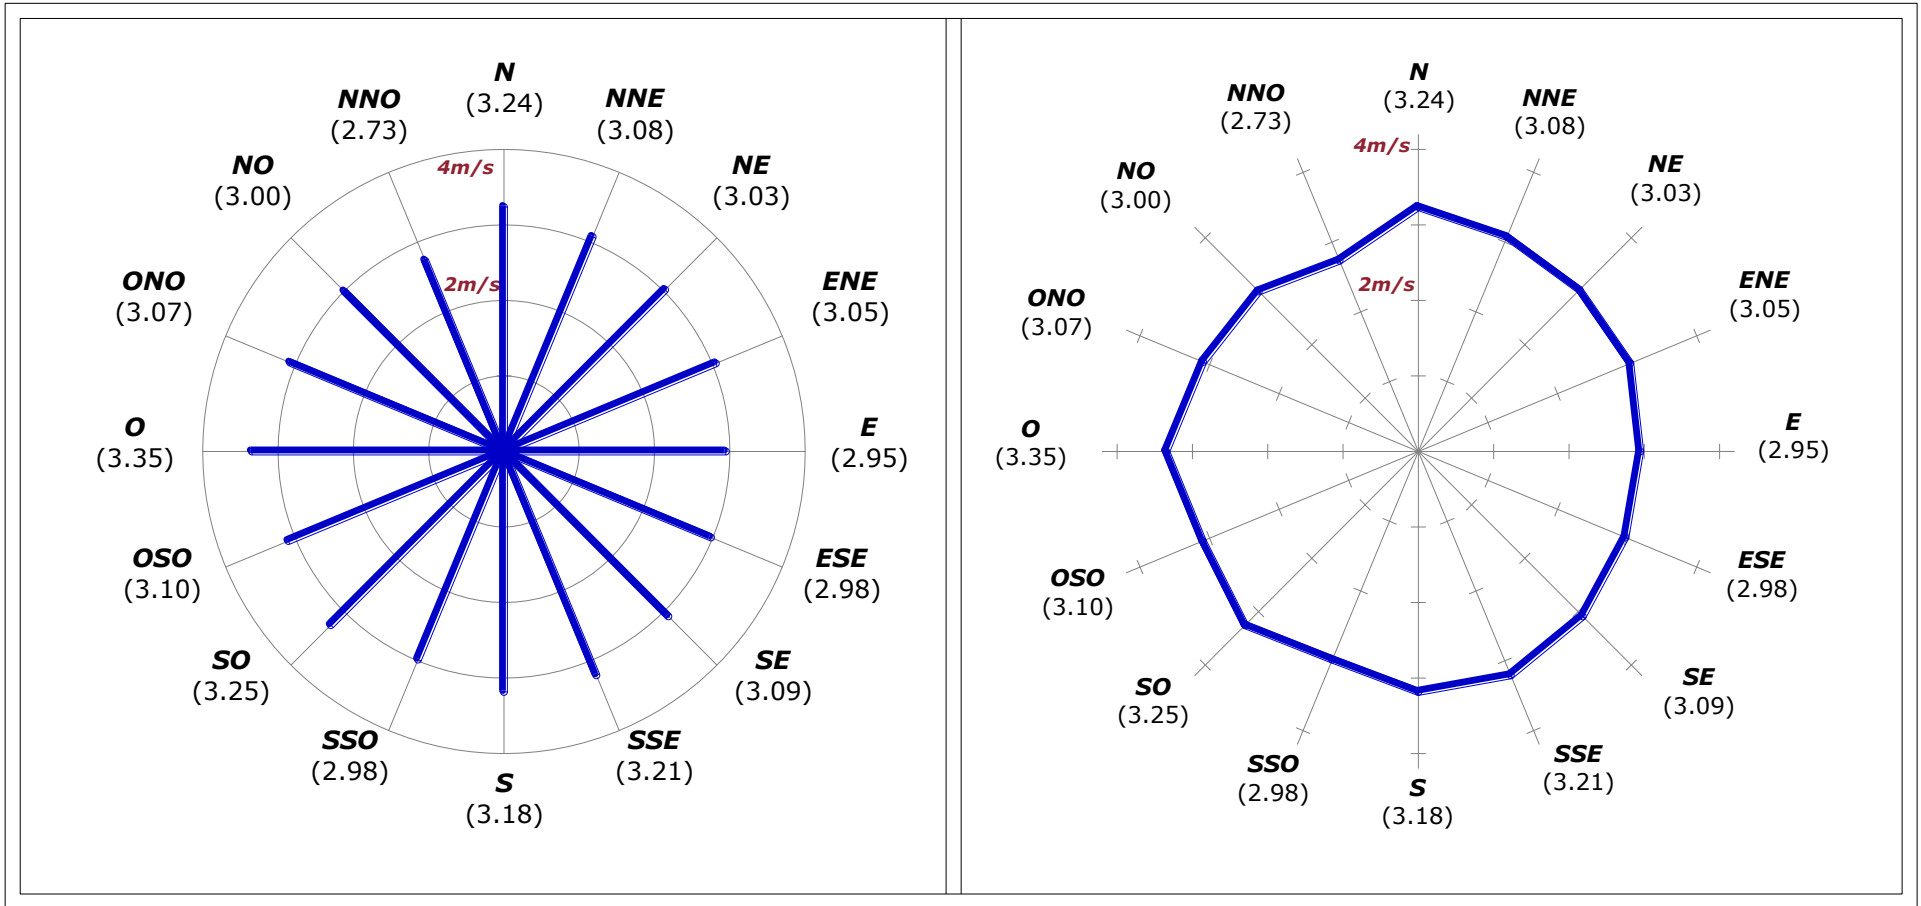 N
(3.24)
NNE
(3.08)
NE
(3.03)
ENE
(3.05)
E
(2.95)
ESE
(2.98)
SE
(3.09)
SSE
(3.21)
S
(3.18)
SSO
(2.98)
SO
(3.25)
OSO
(3.10)
O
(3.35)
ONO
(3.07)
NO
(3.00)
NNO
(2.73)
4m/s
2m/s
N
(3.24)
NNE
(3.08)
NE
(3.03)
ENE
(3.05)
E
(2.95)
ESE
(2.98)
SE
(3.09)
SSE
(3.21)
S
(3.18)
SSO
(2.98)
SO
(3.25)
OSO
(3.10)
O
(3.35)
ONO
(3.07)
NO
(3.00)
NNO
(2.73)
4m/s
2m/s